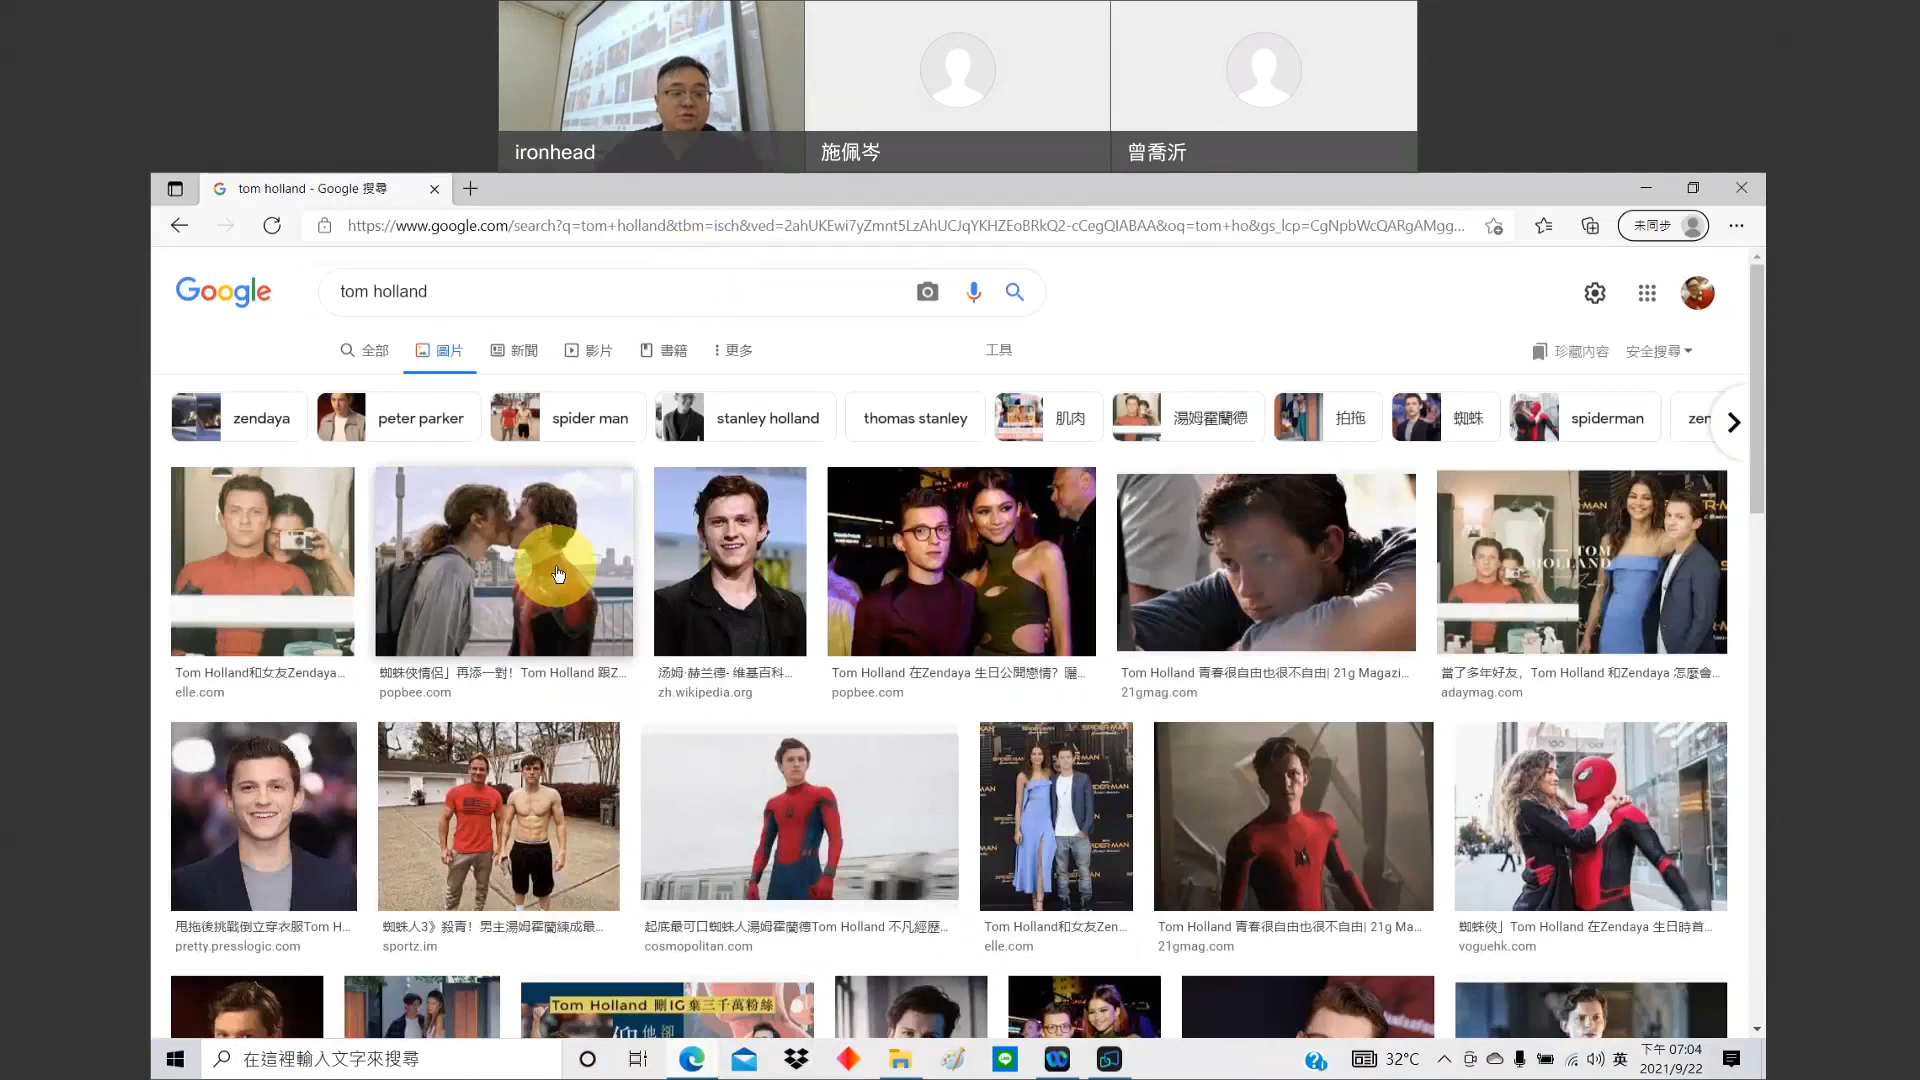 ironhead
施佩岑
曾喬沂
tom holland - Google 搜尋
https://www.google.com/search?q=tom+holland&tbm=isch&ved=2ahUKEwi7yZmnt5LzAhUCJqYKHZEoBRkQ2-cCegQIABAA&oq=tom+ho&gs_lcp=CgNpbWcQARgAMgg...
未同步
Google
tom holland
全部
圖片
新聞
影片
書籍
更多
工具
珍藏內容
安全搜尋
zendaya
peter parker
spider man
stanley holland
thomas stanley
肌肉
湯姆霍蘭德
拍拖
蜘蛛
spiderman
zen
TOM
HOLLAND
Tom Holland和女友Zendaya...
elle.com
蜘蛛俠情侶」再添一對！Tom Holland 跟Z...
popbee.com
汤姆·赫兰德- 维基百科...
zh.wikipedia.org
Tom Holland 在Zendaya 生日公開戀情？曬...
popbee.com
Tom Holland 青春很自由也很不自由| 21g Magazi...
21gmag.com
當了多年好友，Tom Holland 和Zendaya 怎麼會...
adaymag.com
甩拖後挑戰倒立穿衣服Tom H...
pretty.presslogic.com
蜘蛛人3》殺青！男主湯姆霍蘭練成最...
sportz.im
起底最可口蜘蛛人湯姆霍蘭德Tom Holland 不凡經歷...
cosmopolitan.com
Tom Holland和女友Zen...
elle.com
Tom Holland 青春很自由也很不自由| 21g Ma...
21gmag.com
蜘蛛俠」Tom Holland 在Zendaya 生日時首...
voguehk.com
Tom Holland 刪IG棄三千萬粉絲
在這裡輸入文字來搜尋
32°C
英
下午 07:04
2021/9/22